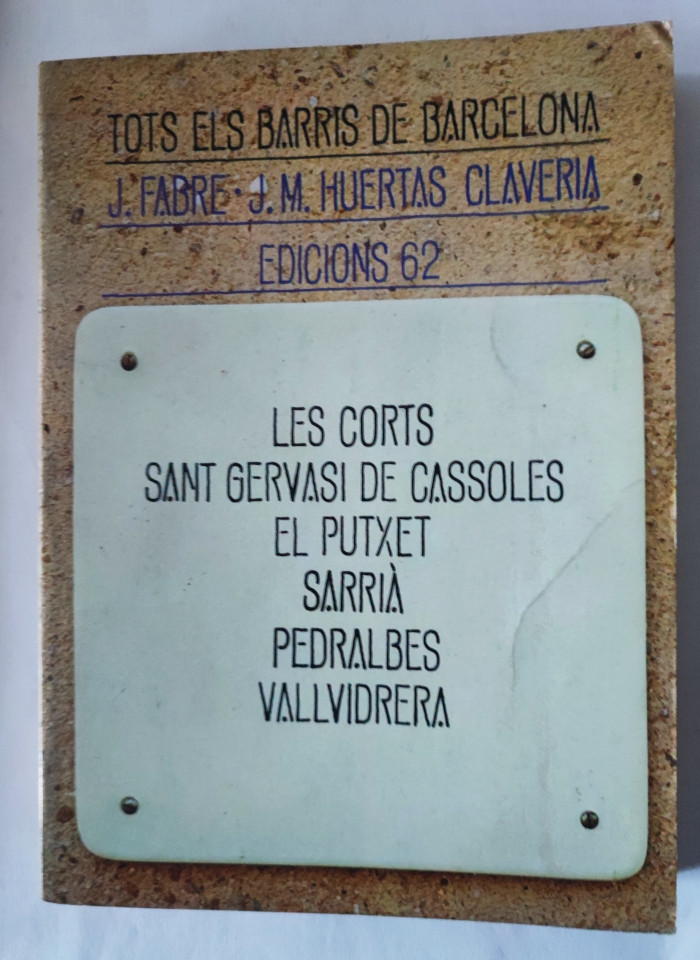 TOTS ELS BARRIS DE BARCELONA
J. FABRE · J. M. HUERTAS CLAVERIA
EDICIONS 62
LES CORTS
SANT GERVASI DE CASSOLES
EL PUTXET
SARRIÀ
PEDRALBES
VALLVIDRERA